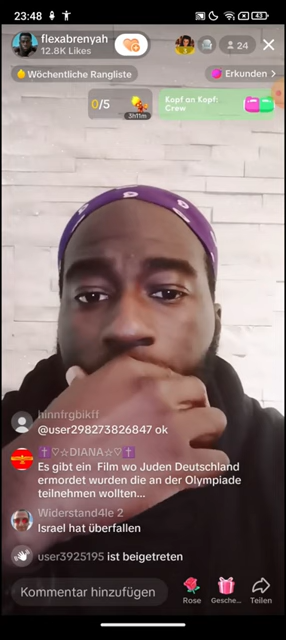 23:48
43
flexabrenyah
12.8K Likes
24
Wöchentliche Rangliste
Erkunden >
0/5
3h11m
Kopf an Kopf:
Crew
hinnfrgbikff
@user298273826847 ok
♡☆DIANA☆♡
Es gibt ein Film wo Juden Deutschland
ermordet wurden die an der Olympiade
teilnehmen wollten...
Widerstand4le 2
Israel hat überfallen
user3925195 ist beigetreten
Kommentar hinzufügen
Rose
Gesche...
Teilen